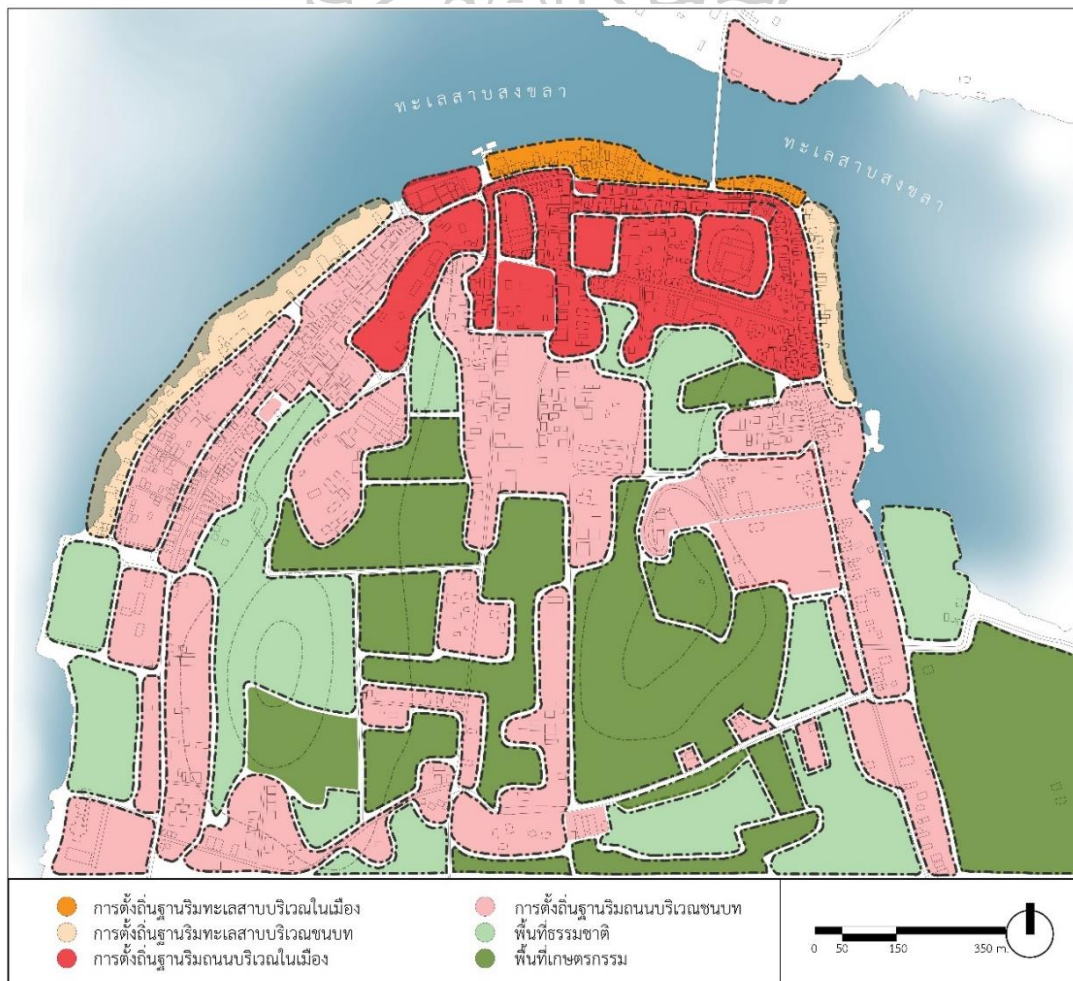 ทะเลสาบสงขลา
ทะเลสาบสงขลา
การตั้งถิ่นฐานริมทะเลสาบบริเวณในเมือง
การตั้งถิ่นฐานริมทะเลสาบบริเวณชนบท
การตั้งถิ่นฐานริมถนนบริเวณในเมือง
การตั้งถิ่นฐานริมถนนบริเวณชนบท
พื้นที่ธรรมชาติ
พื้นที่เกษตรกรรม
0 50 150 350 m.